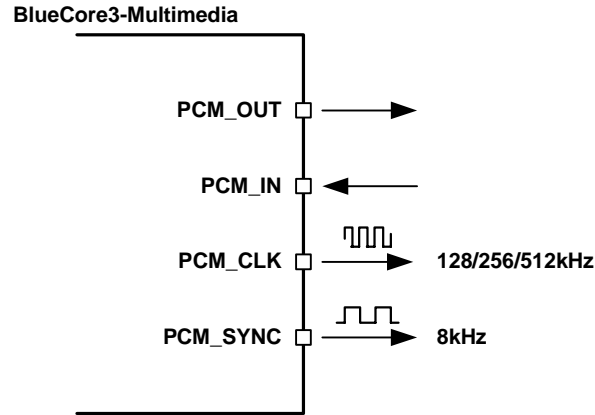 BlueCore3-Multimedia
PCM_OUT
PCM_IN
PCM_CLK 128/256/512kHz
PCM_SYNC 8kHz